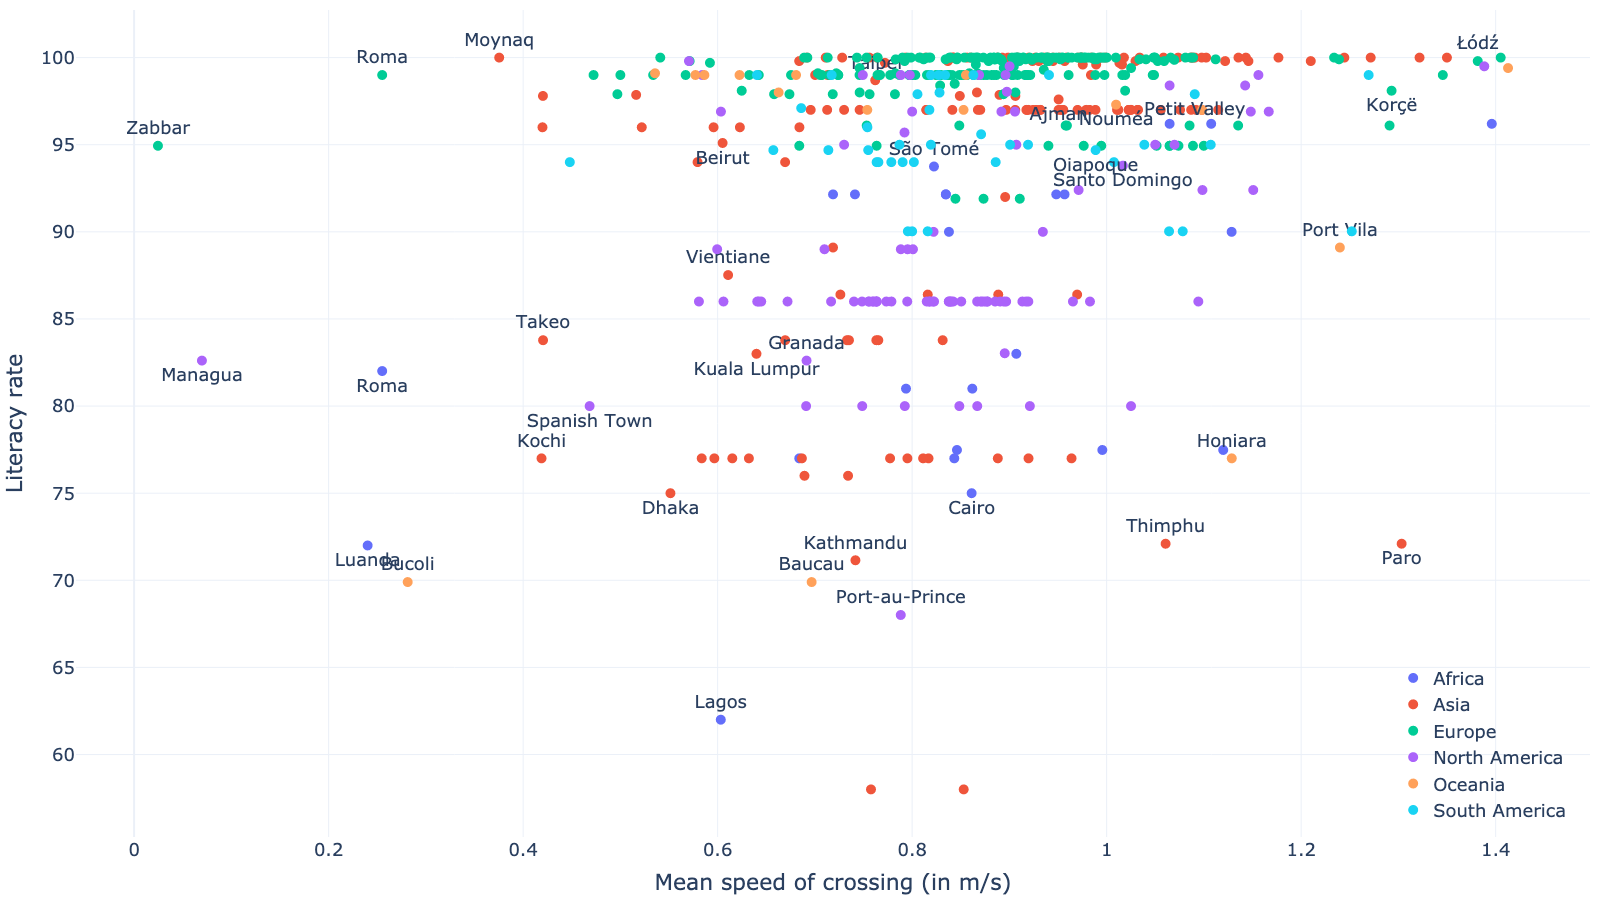 Moynaq
Łódź
Roma
100
Taipei
Korçë
Ajman
Petit Valley
Nouméa
Zabbar
95
Beirut
São Tomé
Oiapoque
Santo Domingo
90
Port Vila
Vientiane
85
Takeo
Granada
Kuala Lumpur
Managua
Roma
80
Spanish Town
Kochi
Honiara
75
Dhaka
Cairo
Thimphu
Kathmandu
Paro
Luanda
Bucoli
Baucau
70
Port-au-Prince
65
Lagos
60
Africa
Asia
Europe
North America
Oceania
South America
0 0.2 0.4 0.6 0.8 1 1.2 1.4
Mean speed of crossing (in m/s)
Literacy rate